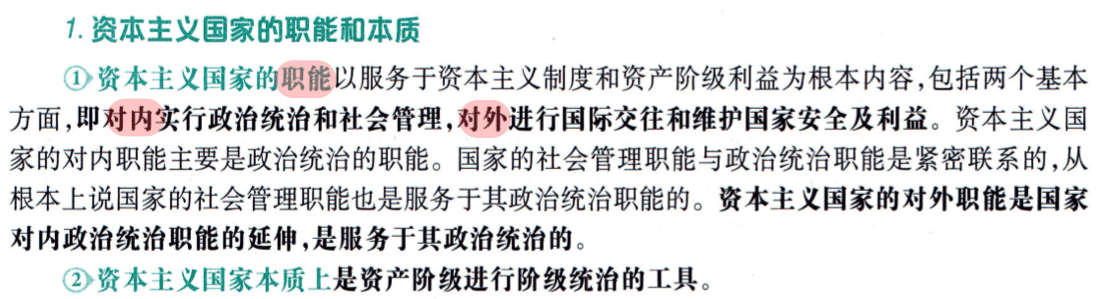 1. 资本主义国家的职能和本质
①资本主义国家的职能以服务于资本主义制度和资产阶级利益为根本内容,包括两个基本
方面,即对内实行政治统治和社会管理,对外进行国际交往和维护国家安全及利益。资本主义国
家的对内职能主要是政治统治的职能。国家的社会管理职能与政治统治职能是紧密联系的,从
根本上说国家的社会管理职能也是服务于其政治统治职能的。资本主义国家的对外职能是国家
对内政治统治职能的延伸,是服务于其政治统治的。
②资本主义国家本质上是资产阶级进行阶级统治的工具。